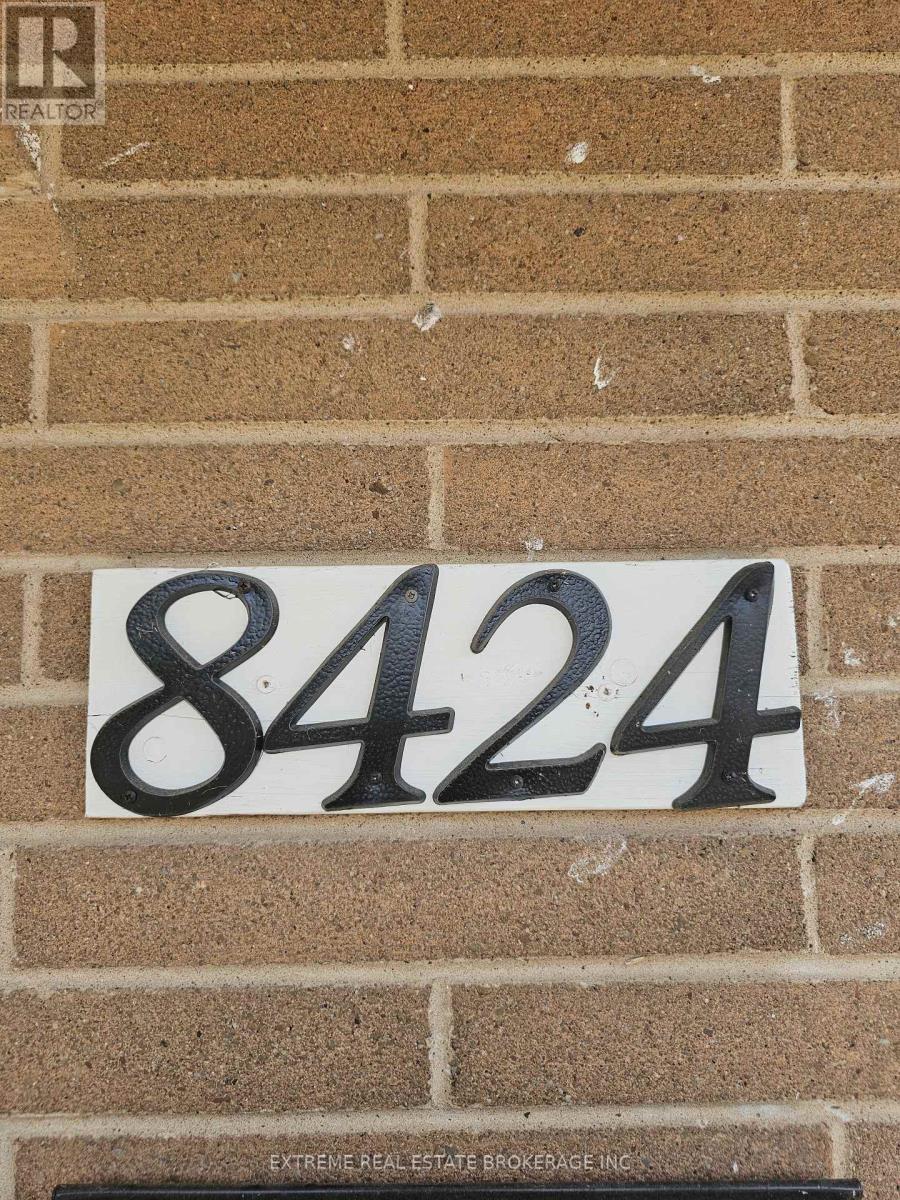 REALTOR
8424
EXTREME REAL ESTATE BROKERAGE INC